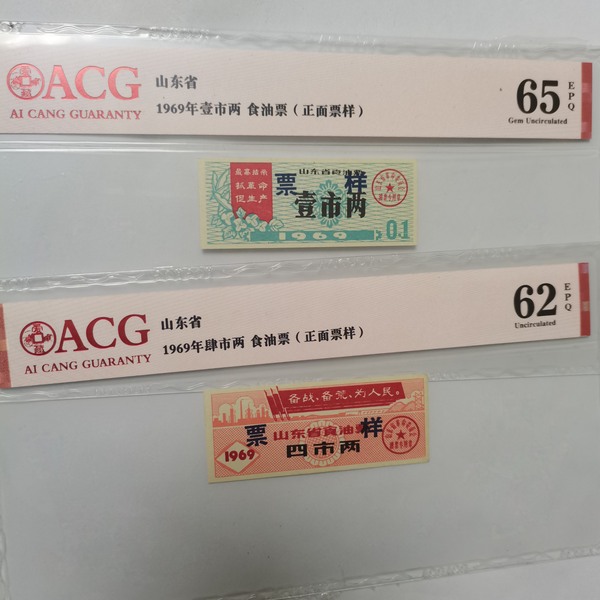 ACG
AI CANG GUARANTY
山东省
1969年壹市两 食油票（正面票样）
65
EPQ
Gem Uncirculated
最高指示
抓革命
促生产
山东省食油票
票样
壹市两
1969
01
ACG
AI CANG GUARANTY
山东省
1969年肆市两 食油票（正面票样）
62
EPQ
Uncirculated
备战、备荒、为人民。
票样
山东省食油票
1969
四市两